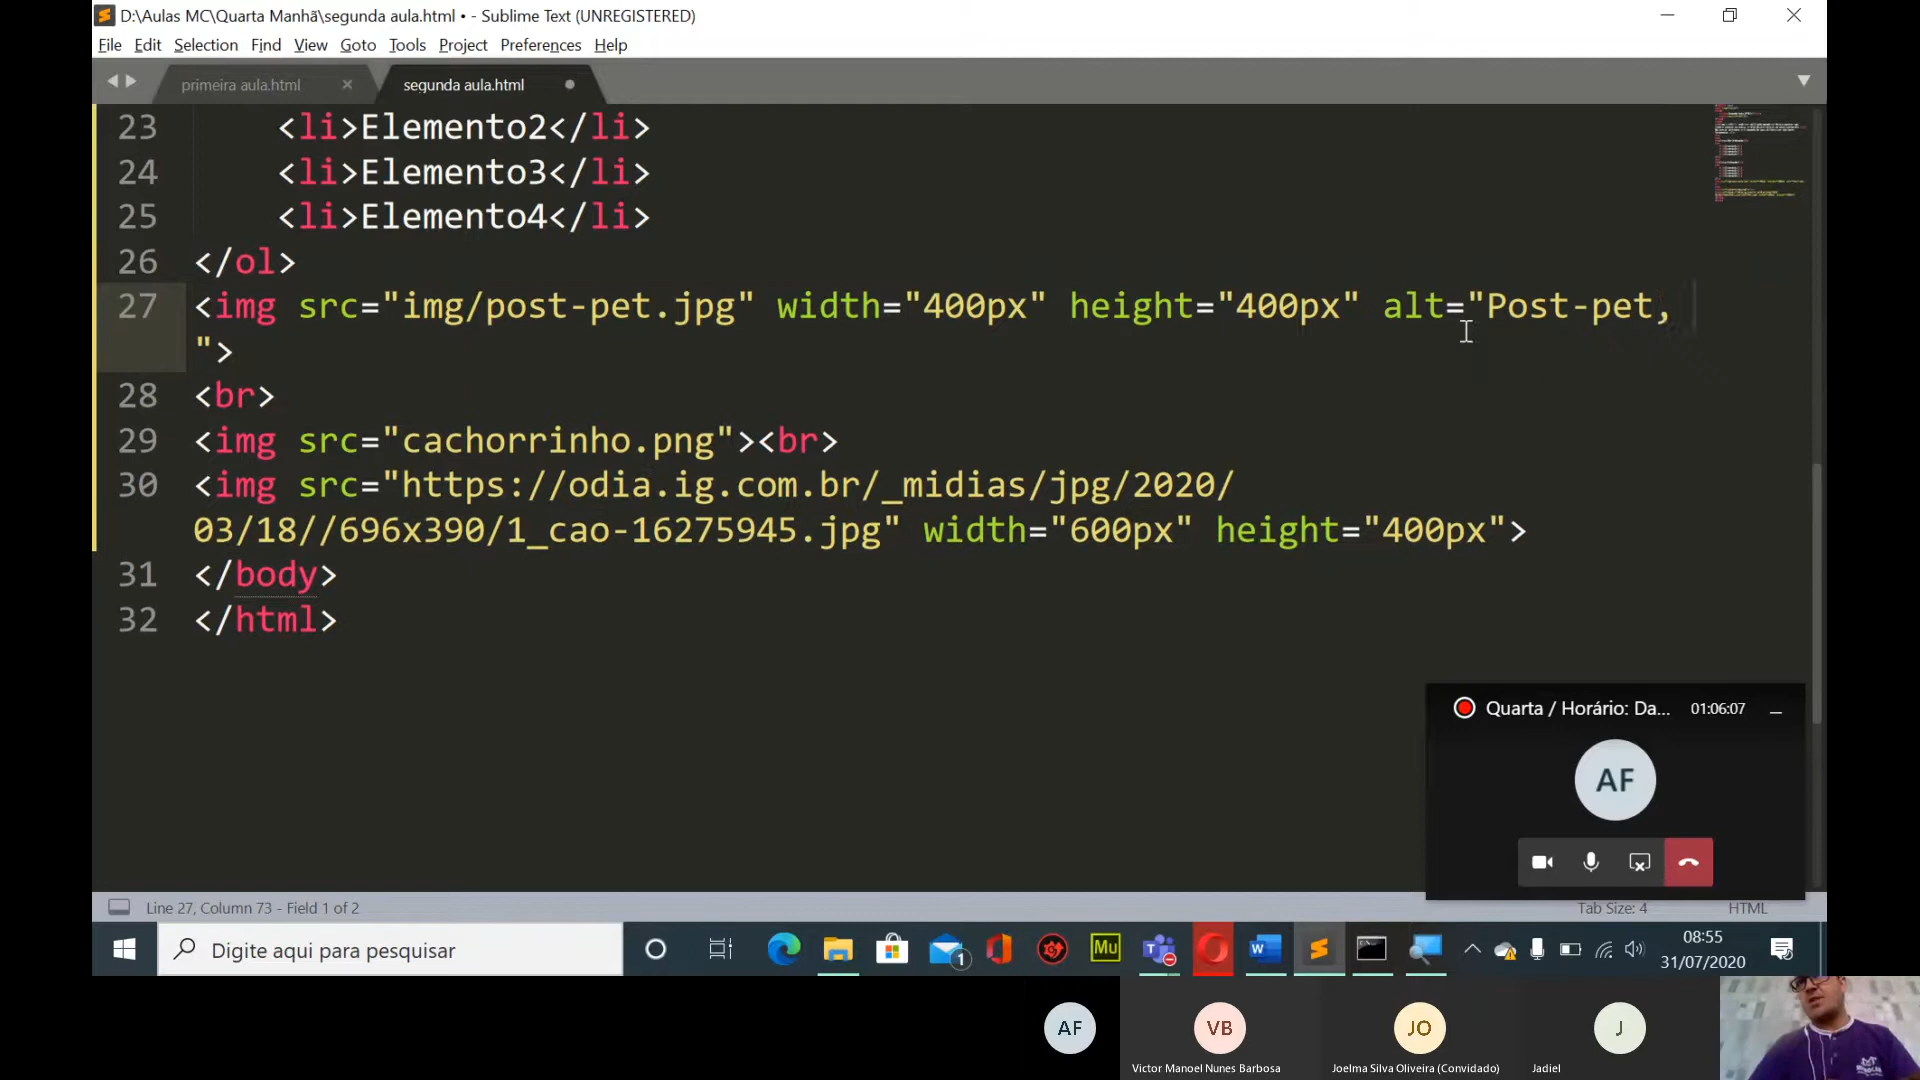 D:\Aulas MC\Quarta Manhã\segunda aula.html • - Sublime Text (UNREGISTERED)
File Edit Selection Find View Goto Tools Project Preferences Help
primeira aula.html
segunda aula.html
23 <li>Elemento2</li>
24 <li>Elemento3</li>
25 <li>Elemento4</li>
26 </ol>
27 <img src="img/post-pet.jpg" width="400px" height="400px" alt="Post-pet,
">
28 <br>
29 <img src="cachorrinho.png"><br>
30 <img src="https://odia.ig.com.br/_midias/jpg/2020/
03/18//696x390/1_cao-16275945.jpg" width="600px" height="400px">
31 </body>
32 </html>
Quarta / Horário: Da... 01:06:07
AF
Line 27, Column 73 - Field 1 of 2
Tab Size: 4
HTML
Digite aqui para pesquisar
1
Mu
08:55
31/07/2020
AF
VB
JO
J
Victor Manoel Nunes Barbosa
Joelma Silva Oliveira (Convidado)
Jadiel